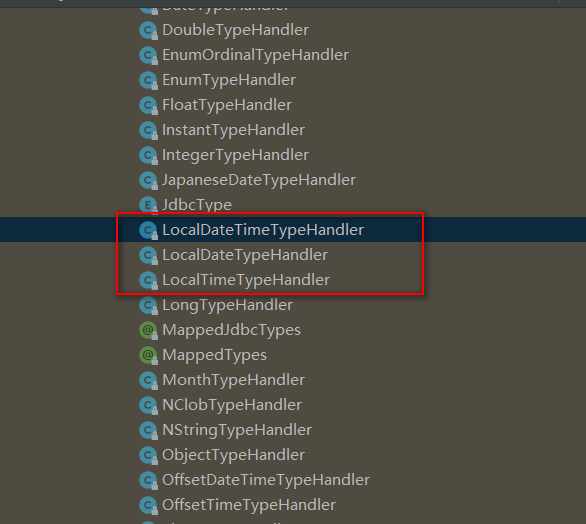 DateTypeHandler
DoubleTypeHandler
EnumOrdinalTypeHandler
EnumTypeHandler
FloatTypeHandler
InstantTypeHandler
IntegerTypeHandler
JapaneseDateTypeHandler
JdbcType
LocalDateTimeTypeHandler
LocalDateTypeHandler
LocalTimeTypeHandler
LongTypeHandler
MappedJdbcTypes
MappedTypes
MonthTypeHandler
NClobTypeHandler
NStringTypeHandler
ObjectTypeHandler
OffsetDateTimeTypeHandler
OffsetTimeTypeHandler